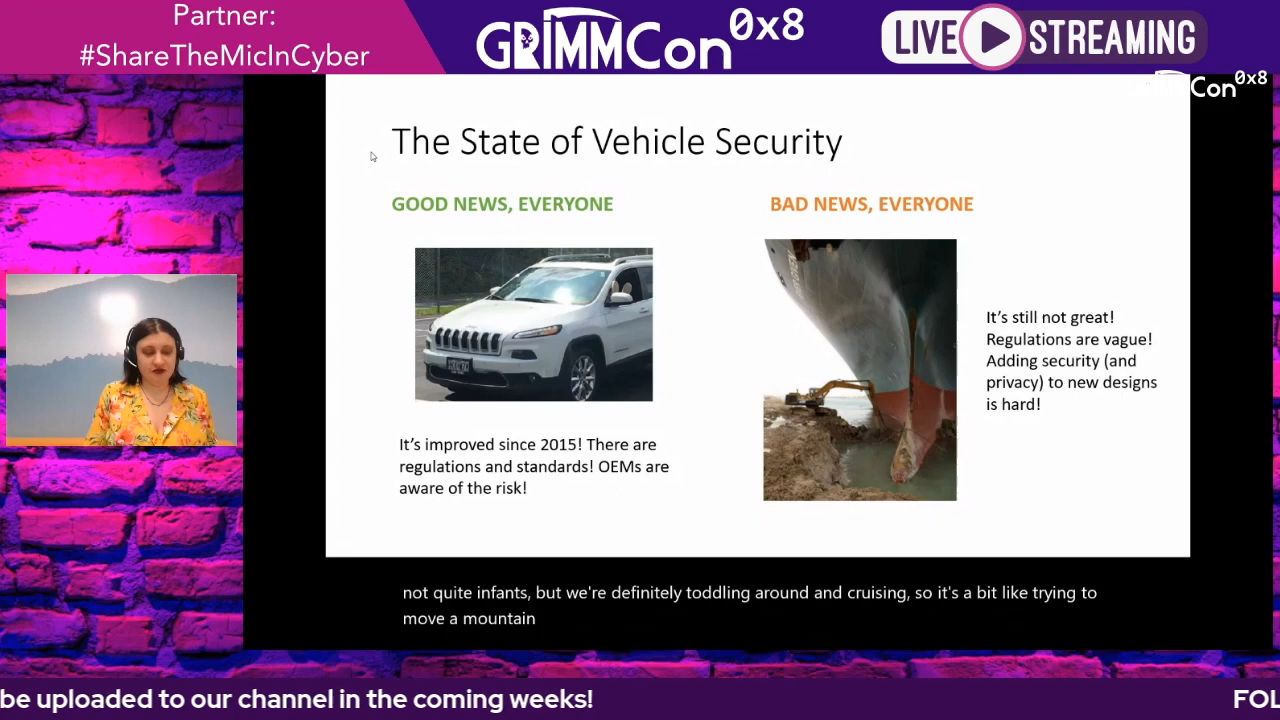 Partner:
#ShareTheMicInCyber
GRIMMCon 0x8
LIVE STREAMING
Con 0x8
The State of Vehicle Security
GOOD NEWS, EVERYONE
BAD NEWS, EVERYONE
It's improved since 2015! There are
regulations and standards! OEMs are
aware of the risk!
It's still not great!
Regulations are vague!
Adding security (and
privacy) to new designs
is hard!
not quite infants, but we're definitely toddling around and cruising, so it's a bit like trying to
move a mountain
be uploaded to our channel in the coming weeks!
FOL